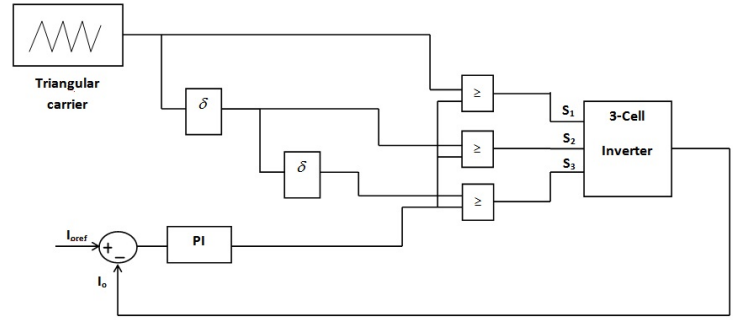 Triangular
carrier
δ
δ
≥
≥
≥
S₁
S₂
S₃
3-Cell
Inverter
Iₒref
+
−
Iₒ
PI